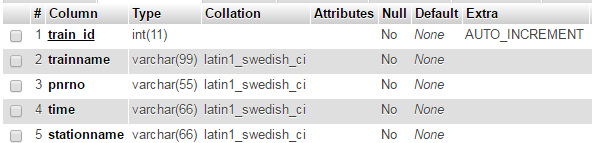 # Column Type Collation Attributes Null Default Extra
1 train_id int(11) No None AUTO_INCREMENT
2 trainname varchar(99) latin1_swedish_ci No None
3 pnrno varchar(55) latin1_swedish_ci No None
4 time varchar(66) latin1_swedish_ci No None
5 stationname varchar(66) latin1_swedish_ci No None